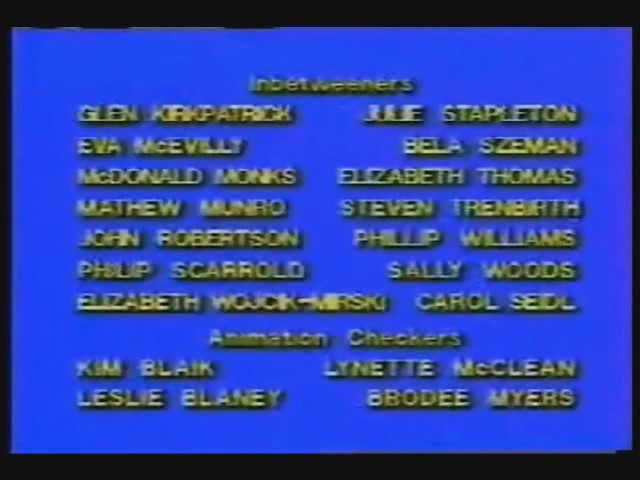 Inbetweeners
GLEN KIRKPATRICK JULIE STAPLETON
EVA McEVILLY BELA SZEMAN
McDONALD MONKS ELIZABETH THOMAS
MATHEW MUNRO STEVEN TRENBIRTH
JOHN ROBERTSON PHILLIP WILLIAMS
PHILIP SCARROLD SALLY WOODS
ELIZABETH WOJCIK-MIRSKI CAROL SEIDL
Animation Checkers
KIM BLAIK LYNETTE McCLEAN
LESLIE BLANEY BRODEE MYERS